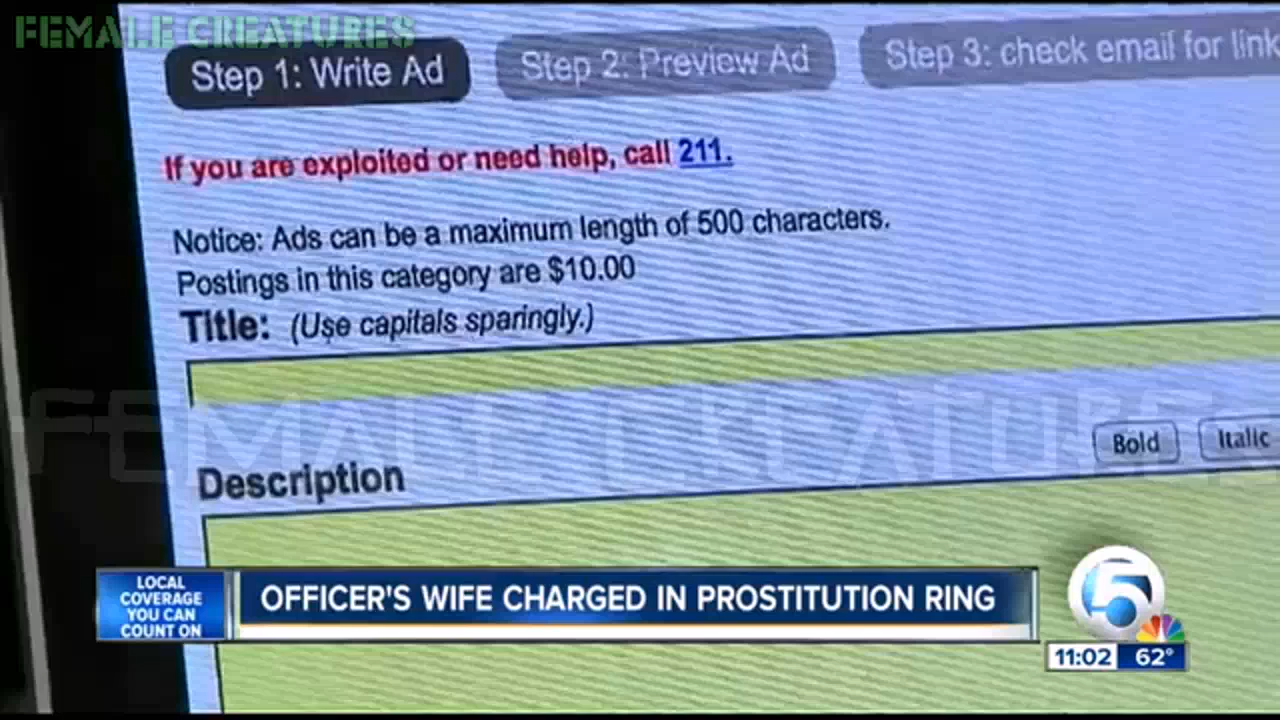 FEMALE CREATURES
Step 1: Write Ad
Step 2: Preview Ad
Step 3: check email for link
If you are exploited or need help, call 211.
Notice: Ads can be a maximum length of 500 characters.
Postings in this category are $10.00
Title: (Use capitals sparingly.)
FEMALE CREATURES
Bold
Italic
Description
LOCAL
COVERAGE
YOU CAN
COUNT ON
OFFICER'S WIFE CHARGED IN PROSTITUTION RING
5
11:02 62°